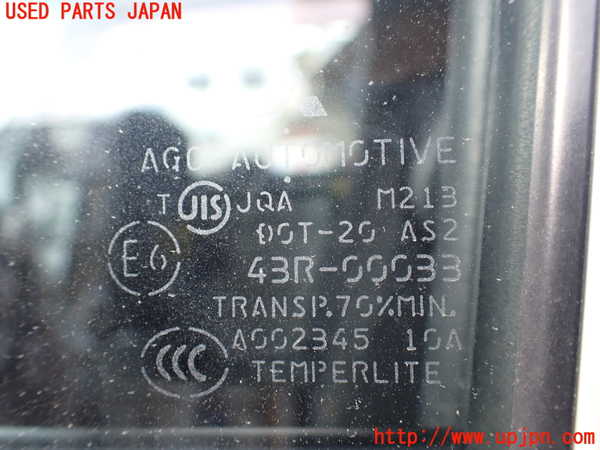 USED PARTS JAPAN
AGC AUTOMOTIVE
T JIS JQA M213
DOT-20 AS2
E6 43R-00033
TRANSP.70%MIN.
CCC A002345 10A
TEMPERLITE
http://www.upjpn.com